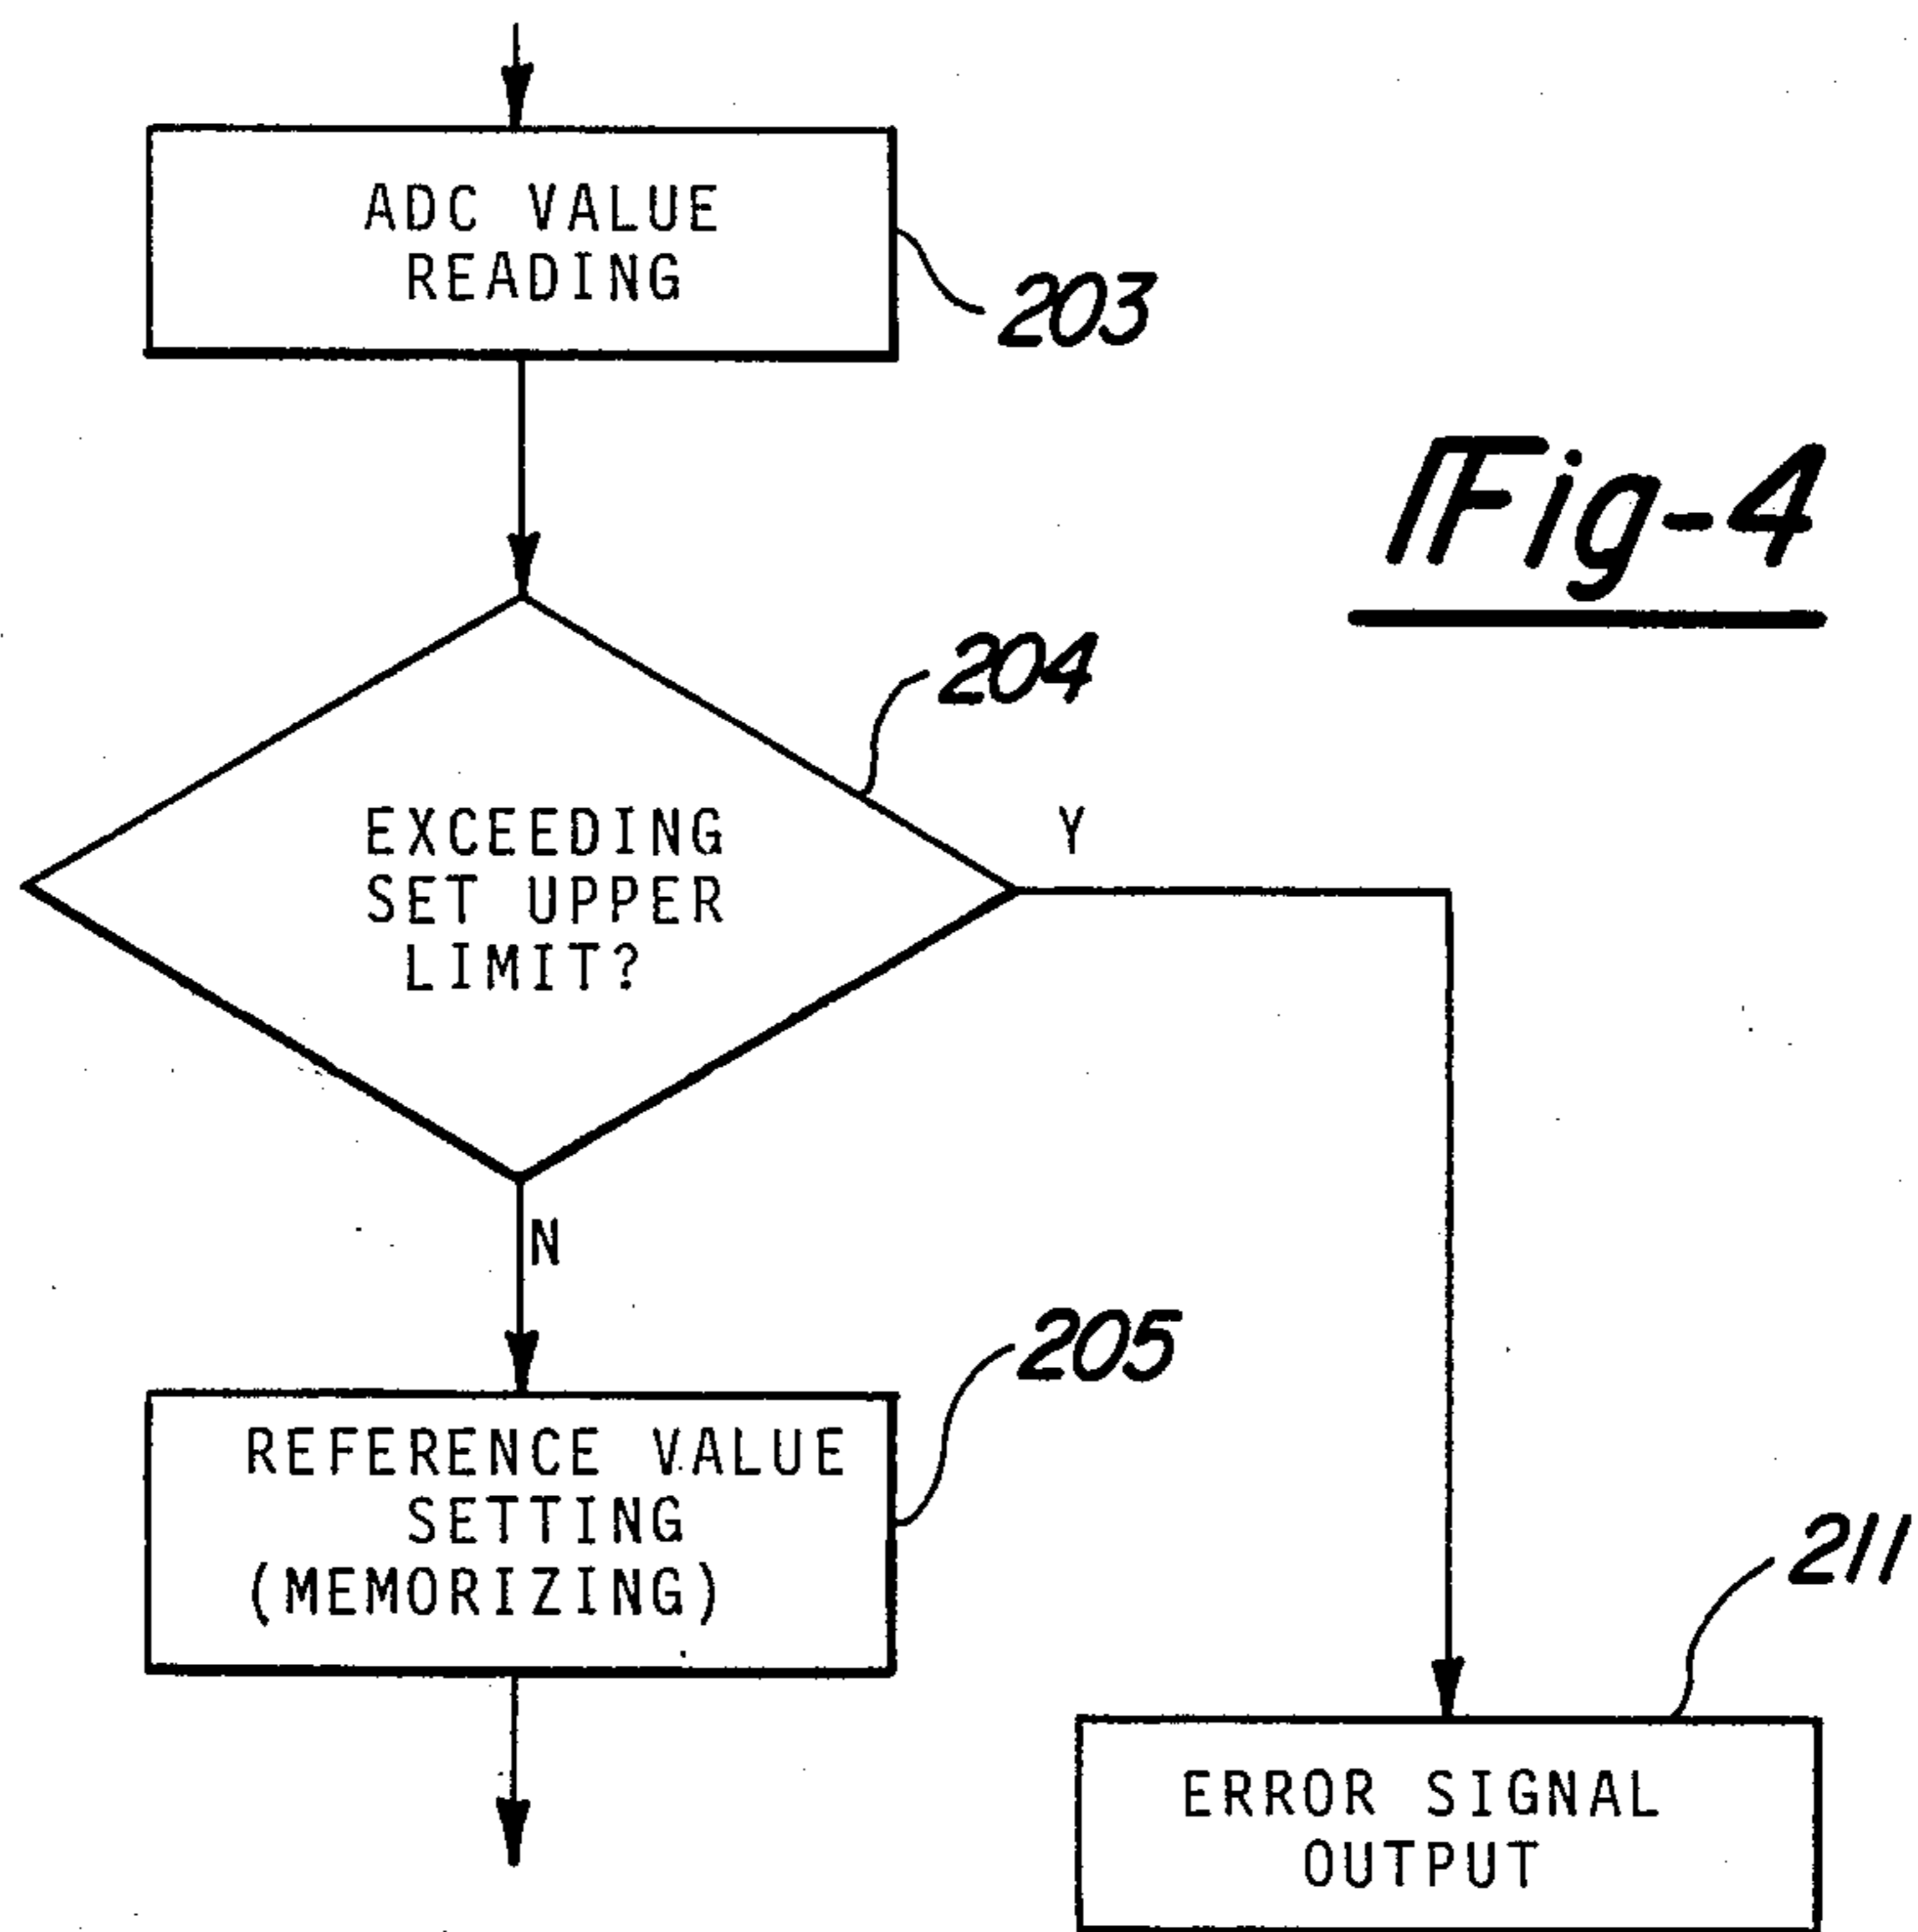 ADC VALUE
READING
203
Fig-4
204
EXCEEDING
SET UPPER
LIMIT?
Y
N
205
REFERENCE VALUE
SETTING
(MEMORIZING)
211
ERROR SIGNAL
OUTPUT